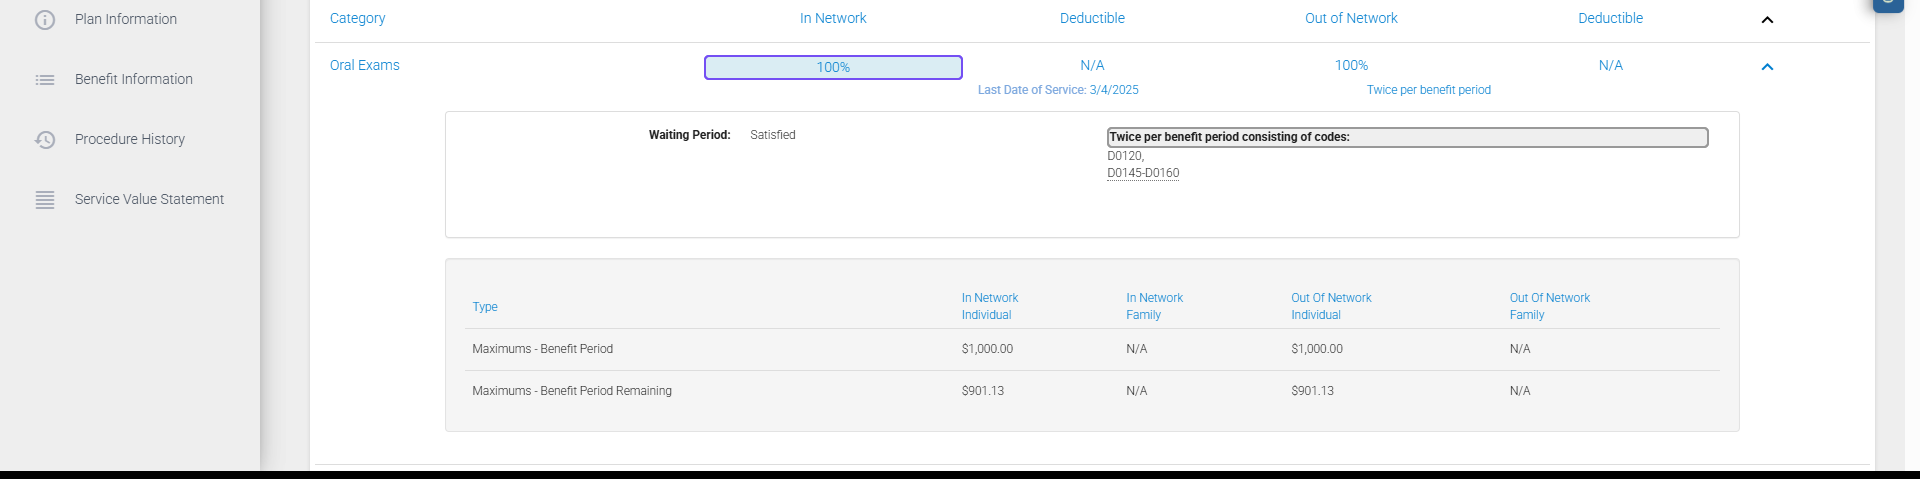 Plan Information
Benefit Information
Procedure History
Service Value Statement
Category In Network Deductible Out of Network Deductible
Oral Exams 100% N/A 100% N/A
Last Date of Service: 3/4/2025 Twice per benefit period
Waiting Period: Satisfied Twice per benefit period consisting of codes:
D0120,
D0145-D0160
Type In Network Individual In Network Family Out Of Network Individual Out Of Network Family
Maximums - Benefit Period $1,000.00 N/A $1,000.00 N/A
Maximums - Benefit Period Remaining $901.13 N/A $901.13 N/A